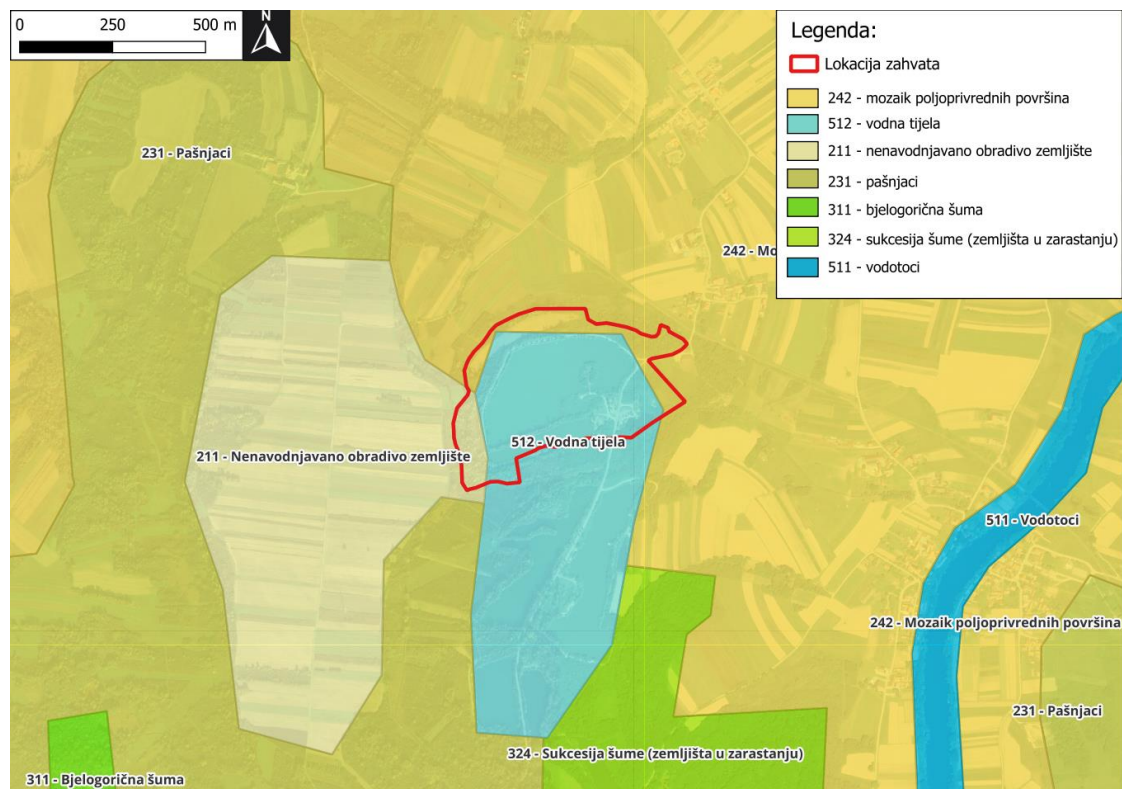 0 250 500 m
N
Legenda:
Lokacija zahvata
242 - mozaik poljoprivrednih površina
512 - vodna tijela
211 - nenavodnjavano obradivo zemljište
231 - pašnjaci
311 - bjelogorična šuma
324 - sukcesija šume (zemljišta u zarastanju)
511 - vodotoci
231 - Pašnjaci
242 - Mo
512 - Vodna tijela
211 - Nenavodnjavano obradivo zemljište
511 - Vodotoci
242 - Mozaik poljoprivrednih površina
231 - Pašnjaci
324 - Sukcesija šume (zemljišta u zarastanju)
311 - Bjelogorična šuma